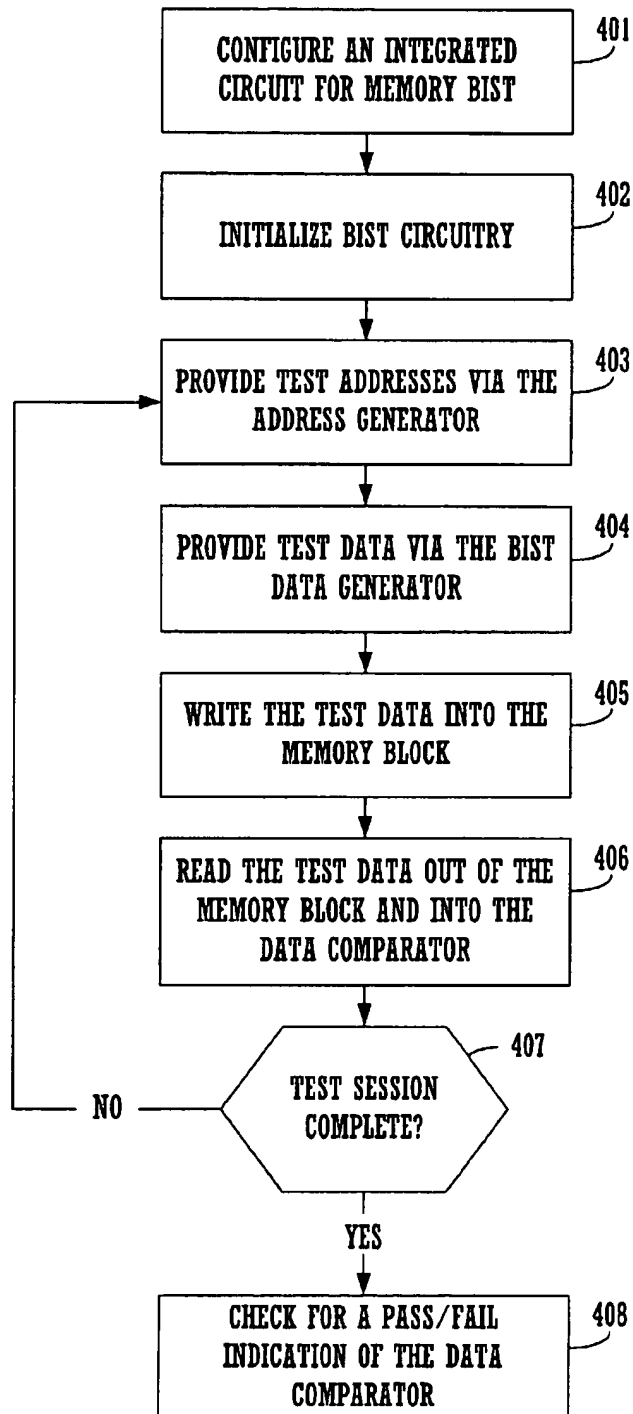 CONFIGURE AN INTEGRATED
CIRCUIT FOR MEMORY BIST
401
INITIALIZE BIST CIRCUITRY
402
PROVIDE TEST ADDRESSES VIA THE
ADDRESS GENERATOR
403
PROVIDE TEST DATA VIA THE BIST
DATA GENERATOR
404
WRITE THE TEST DATA INTO THE
MEMORY BLOCK
405
READ THE TEST DATA OUT OF THE
MEMORY BLOCK AND INTO THE
DATA COMPARATOR
406
TEST SESSION
COMPLETE?
407
NO
YES
CHECK FOR A PASS/FAIL
INDICATION OF THE DATA
COMPARATOR
408